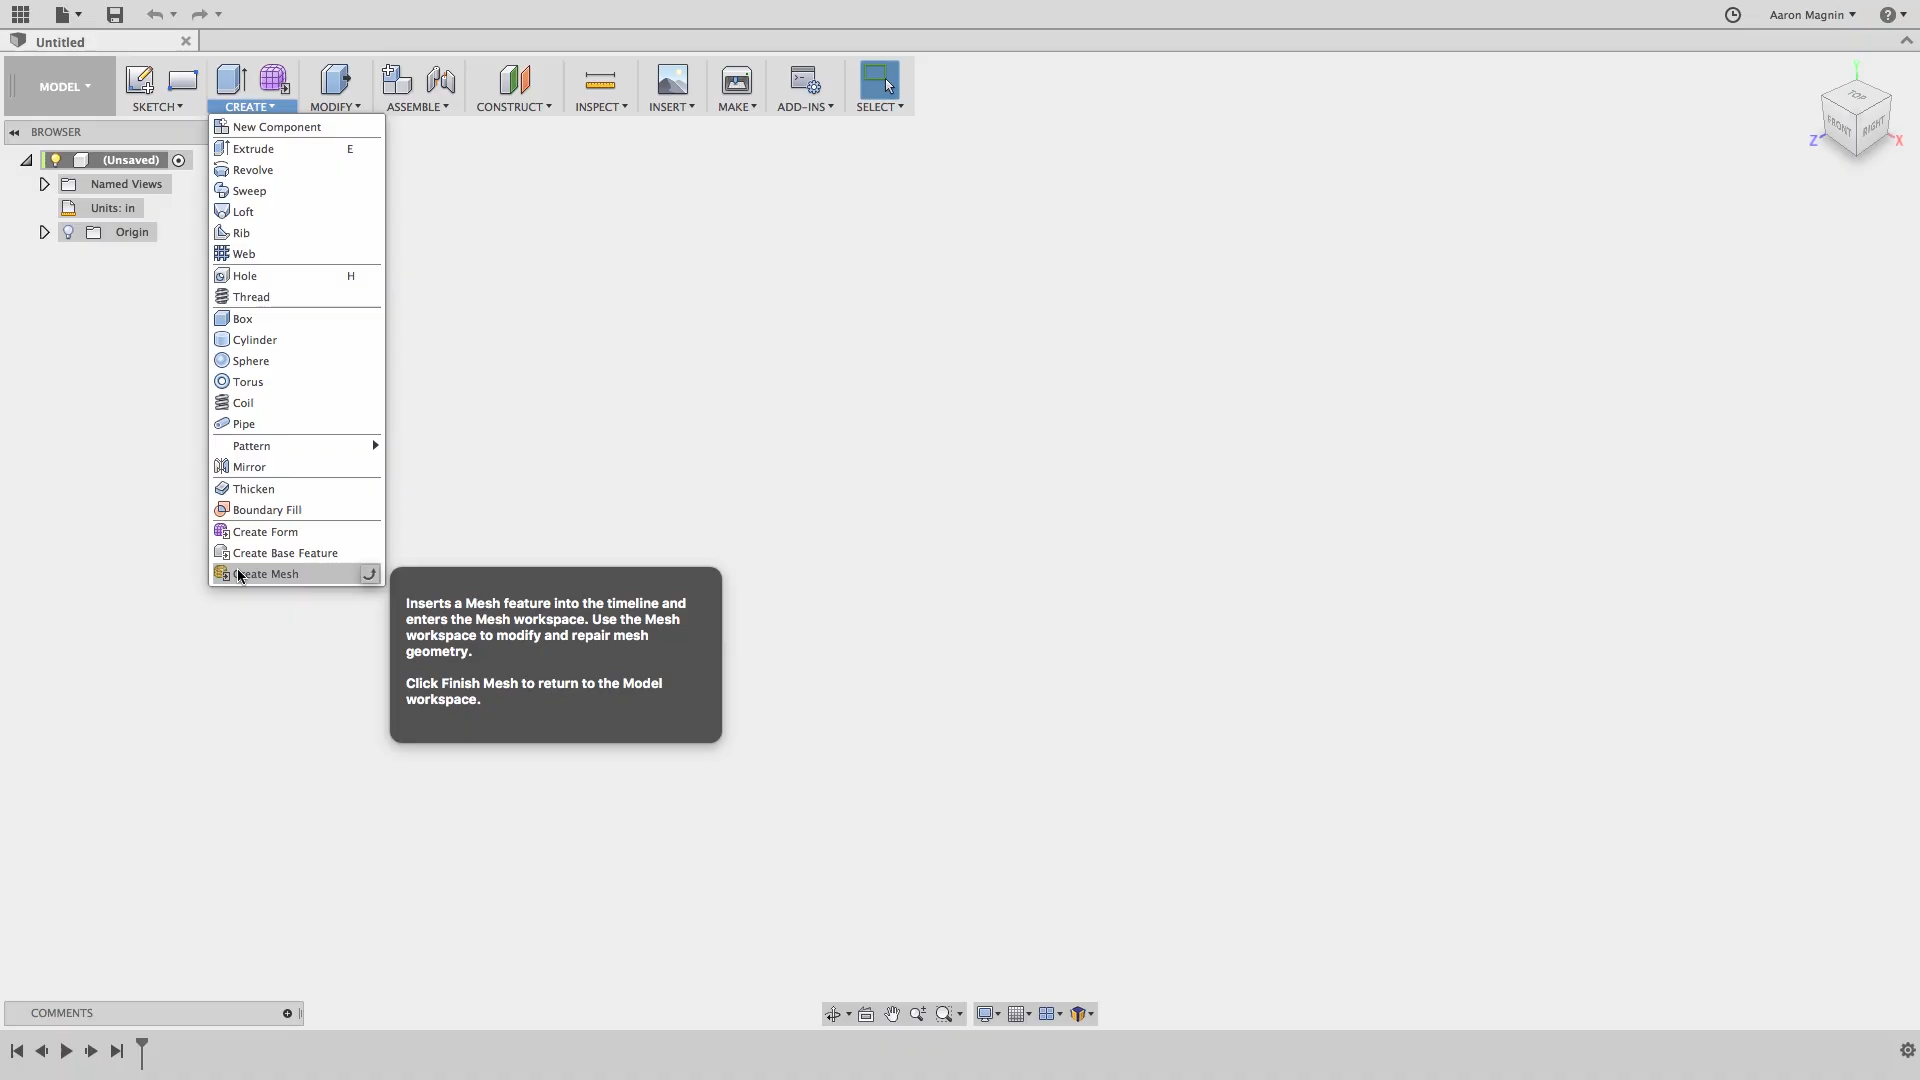 Aaron Magnin
Untitled
MODEL
SKETCH
CREATE
MODIFY
ASSEMBLE
CONSTRUCT
INSPECT
INSERT
MAKE
ADD-INS
SELECT
BROWSER
(Unsaved)
Named Views
Units: in
Origin
New Component
Extrude E
Revolve
Sweep
Loft
Rib
Web
Hole H
Thread
Box
Cylinder
Sphere
Torus
Coil
Pipe
Pattern
Mirror
Thicken
Boundary Fill
Create Form
Create Base Feature
Create Mesh
Inserts a Mesh feature into the timeline and
enters the Mesh workspace. Use the Mesh
workspace to modify and repair mesh
geometry.
Click Finish Mesh to return to the Model
workspace.
Y
TOP
FRONT
RIGHT
Z
X
COMMENTS